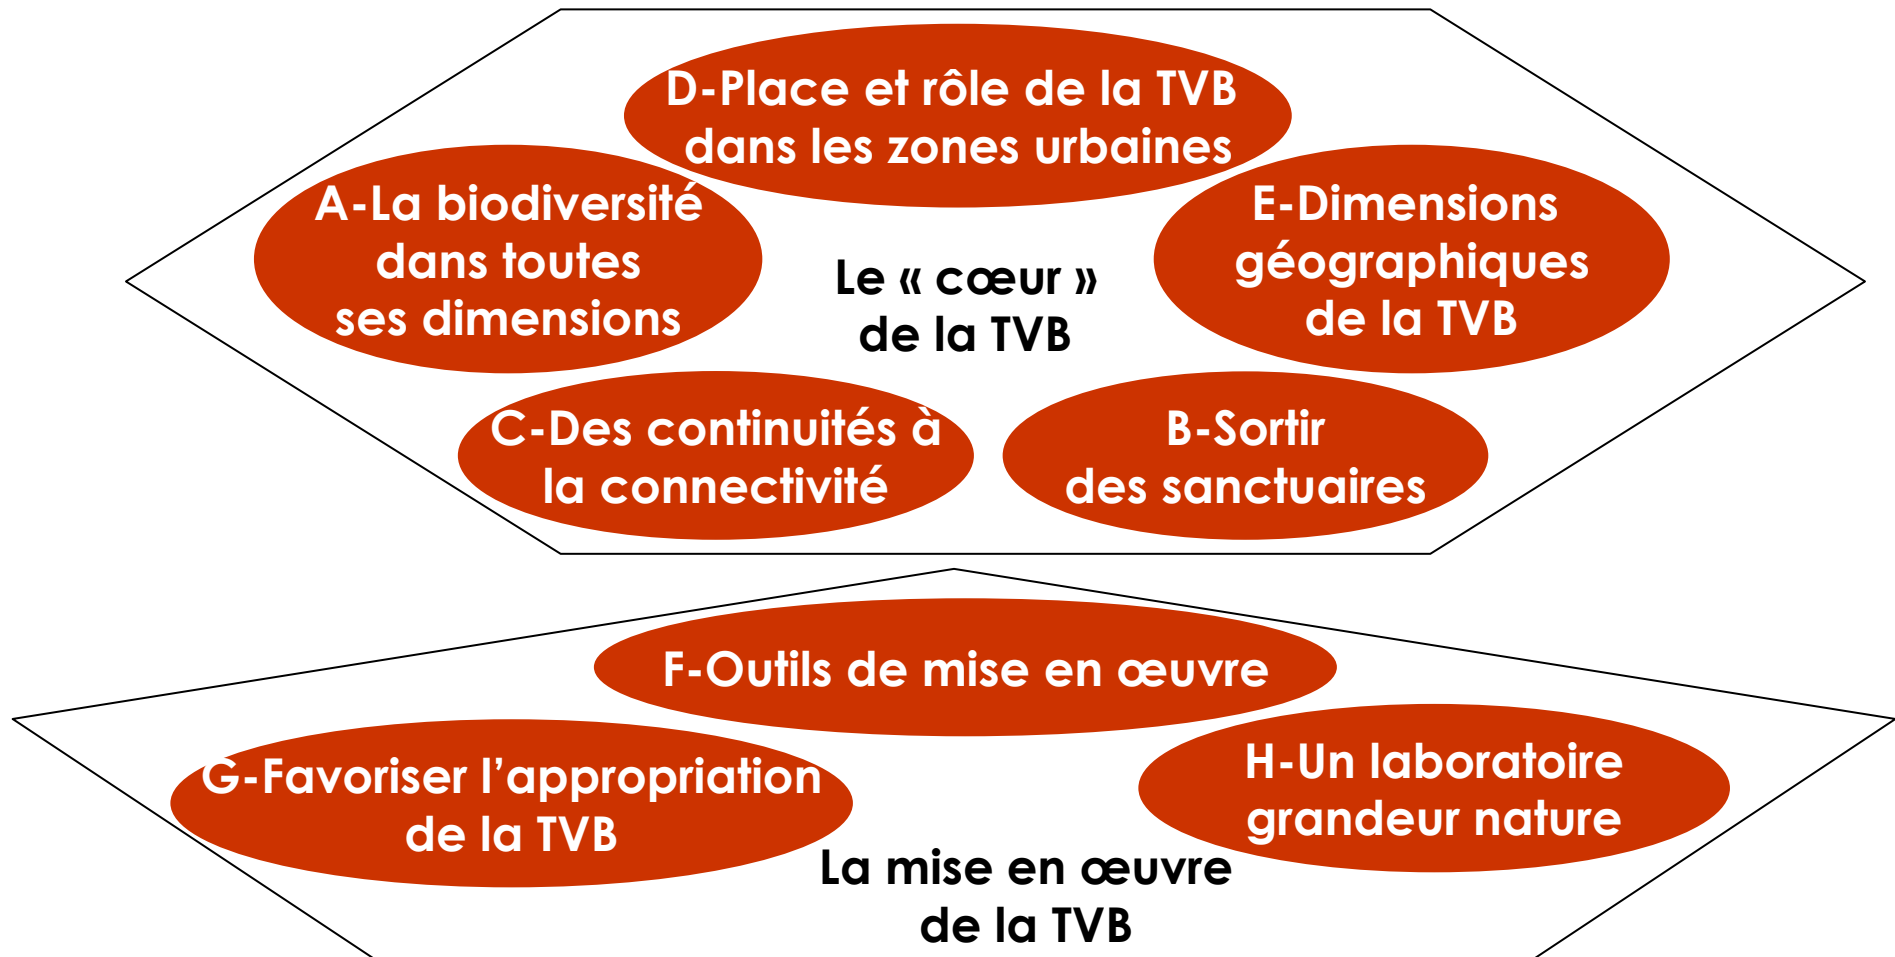 D-Place et rôle de la TVB
dans les zones urbaines
A-La biodiversité
dans toutes
ses dimensions
E-Dimensions
géographiques
de la TVB
Le « cœur »
de la TVB
C-Des continuités à
la connectivité
B-Sortir
des sanctuaires
F-Outils de mise en œuvre
G-Favoriser l’appropriation
de la TVB
H-Un laboratoire
grandeur nature
La mise en œuvre
de la TVB